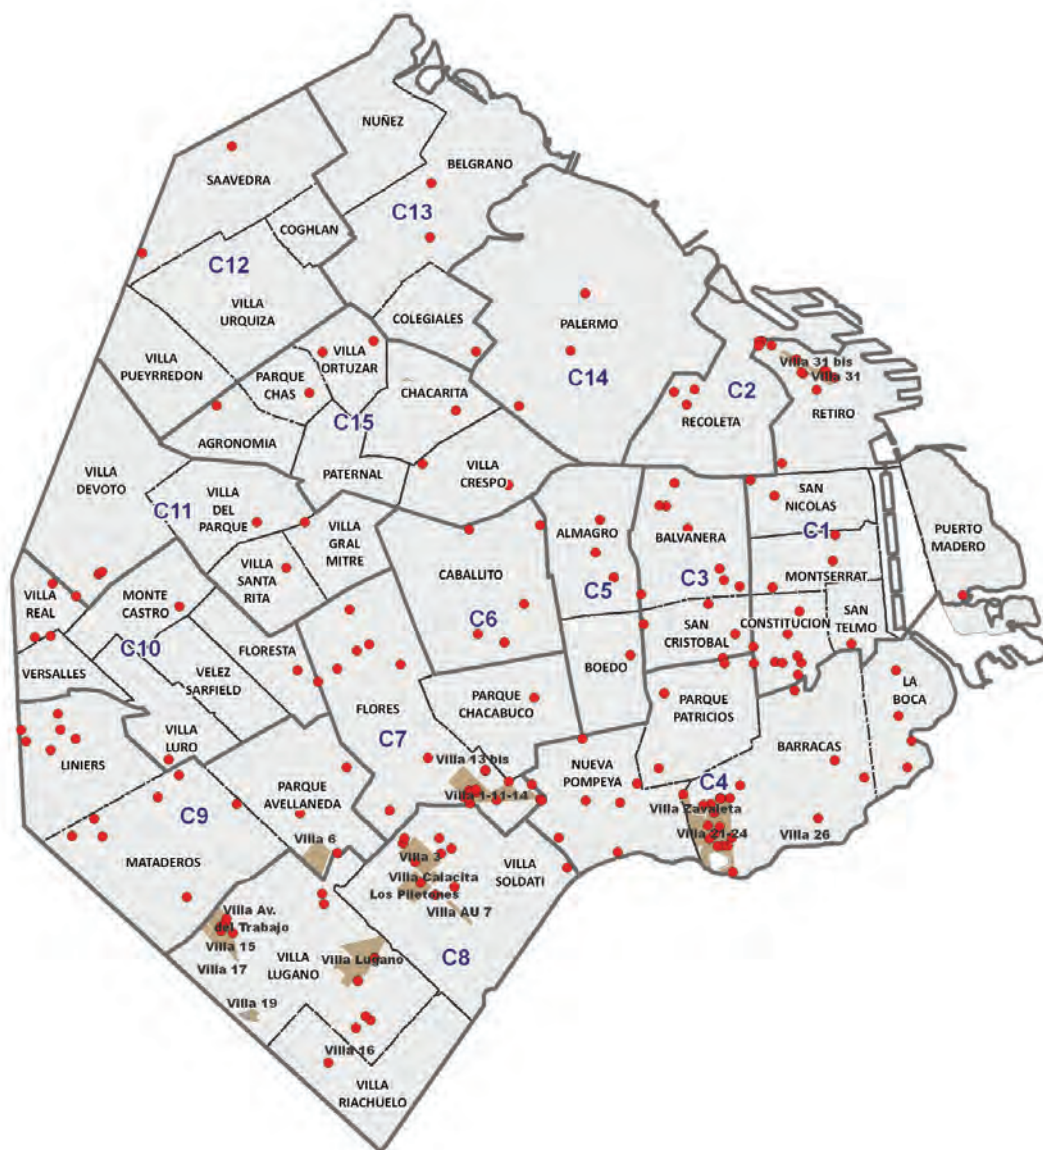 NUÑEZ
BELGRANO
SAAVEDRA
C13
COGHLAN
C12
VILLA
URQUIZA
COLEGIALES
PALERMO
VILLA
PUEYRREDON
VILLA
ORTUZAR
PARQUE
CHAS
CHACARITA
C14
C2
Villa 31 bis
Villa 31
RETIRO
RECOLETA
C15
AGRONOMIA
PATERNAL
VILLA
CRESPO
VILLA
DEVOTO
C11
VILLA
DEL
PARQUE
VILLA
GRAL
MITRE
SAN
NICOLAS
C1
ALMAGRO
BALVANERA
PUERTO
MADERO
VILLA
SANTA
RITA
CABALLITO
C5
C3
MONTSERRAT
VILLA
REAL
MONTE
CASTRO
C6
SAN
CRISTOBAL
CONSTITUCION
SAN
TELMO
C10
FLORESTA
BOEDO
VERSALLES
VELEZ
SARFIELD
LA
BOCA
PARQUE
CHACABUCO
PARQUE
PATRICIOS
FLORES
C7
VILLA
LURO
LINIERS
BARRACAS
Villa 13 bis
NUEVA
POMPEYA
C4
PARQUE
AVELLANEDA
Villa 1-11-14
Villa Zavaleta
C9
Villa 21-24
Villa 26
Villa 6
MATADEROS
Villa 3
VILLA
SOLDATI
Villa Calacita
Los Piletones
Villa AU 7
Villa Av.
del Trabajo
Villa 15
VILLA
LUGANO
Villa Lugano
C8
Villa 17
Villa 19
Villa 16
VILLA
RIACHUELO